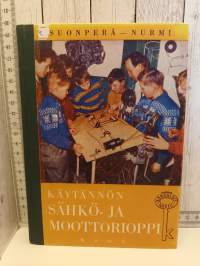 SUONPERÄ — NURMI
KÄYTÄNNÖN
SÄHKÖ- JA
MOOTTORIOPPI